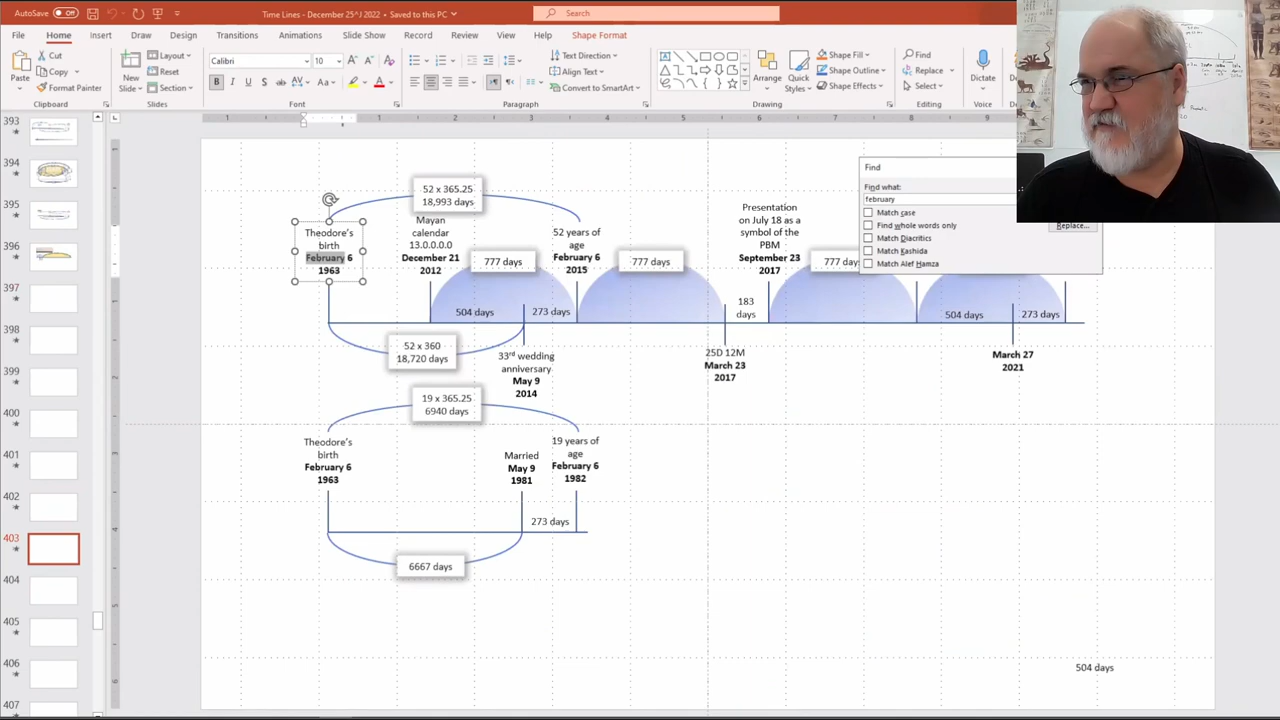 AutoSave
Off
Time Lines - December 25^J 2022 • Saved to this PC
Search
File
Home
Insert
Draw
Design
Transitions
Animations
Slide Show
Record
Review
View
Help
Shape Format
Paste
Cut
Copy
Format Painter
Clipboard
New
Slide
Layout
Reset
Section
Slides
Calibri
10
Font
Text Direction
Align Text
Convert to SmartArt
Paragraph
Arrange
Quick
Styles
Shape Fill
Shape Outline
Shape Effects
Drawing
Find
Replace
Select
Editing
Dictate
Voice
393
394
395
396
397
398
399
400
401
402
403
404
405
406
407
Find
Find what:
february
Match case
Find whole words only
Match Diacritics
Match Kashida
Match Alef Hamza
Replace...
52 x 365.25
18,993 days
Theodore's
birth
February 6
1963
Mayan
calendar
13.0.0.0.0
December 21
2012
777 days
52 years of
age
February 6
2015
777 days
Presentation
on July 18 as a
symbol of the
PBM
September 23
2017
777 day
504 days
273 days
183
days
504 days
273 days
52 x 360
18,720 days
33rd wedding
anniversary
May 9
2014
25D 12M
March 23
2017
March 27
2021
19 x 365.25
6940 days
Theodore's
birth
February 6
1963
Married
May 9
1981
19 years of
age
February 6
1982
273 days
6667 days
504 days